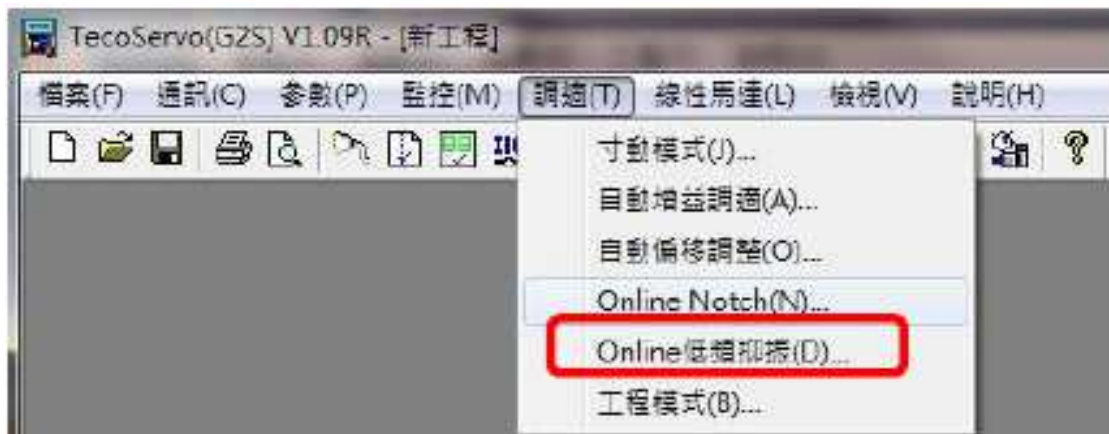 TecoServo(G2S) V1.09R - [新工程]
檔案(F) 通訊(C) 參數(P) 監控(M) 調適(T) 線性馬達(L) 檢視(V) 說明(H)
寸動模式(J)...
自動增益調適(A)...
自動偏移調整(O)...
Online Notch(N)...
Online低頻抑振(D)...
工程模式(B)...